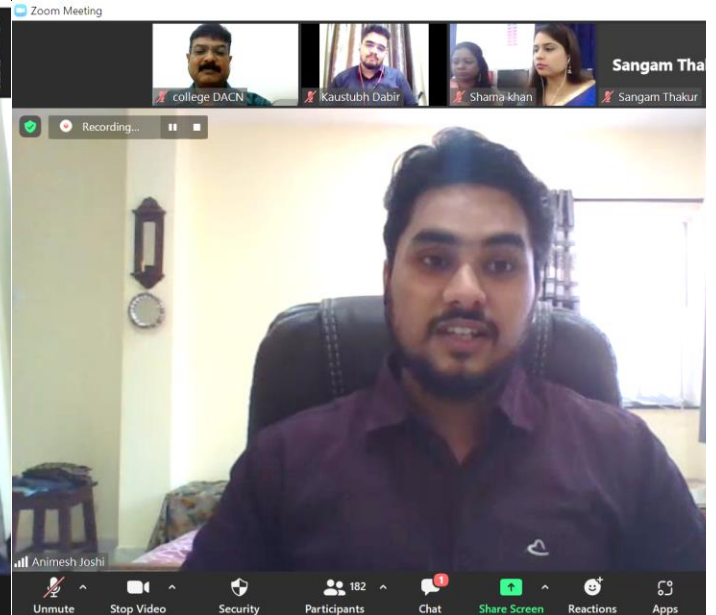 Zoom Meeting
Sangam Tha
college DACN
Kaustubh Dabir
Shama khan
Sangam Thakur
Recording...
Animesh Joshi
182
1
Unmute
Stop Video
Security
Participants
Chat
Share Screen
Reactions
Apps